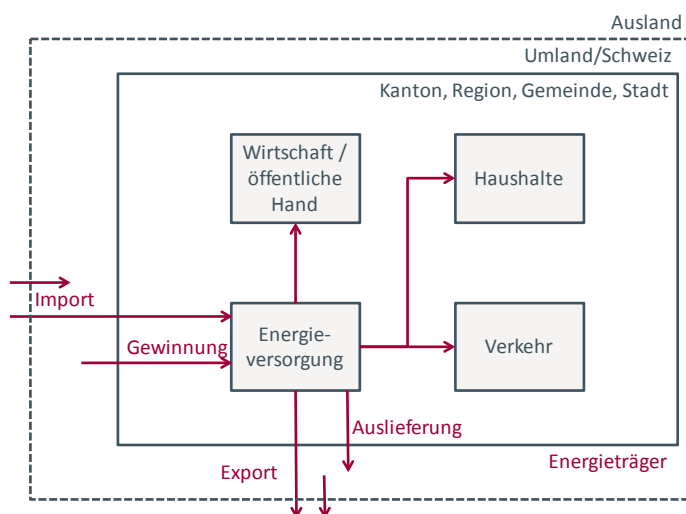 Ausland
Umland/Schweiz
Kanton, Region, Gemeinde, Stadt
Wirtschaft /
öffentliche
Hand
Haushalte
Import
Energie-
versorgung
Gewinnung
Verkehr
Auslieferung
Export
Energieträger